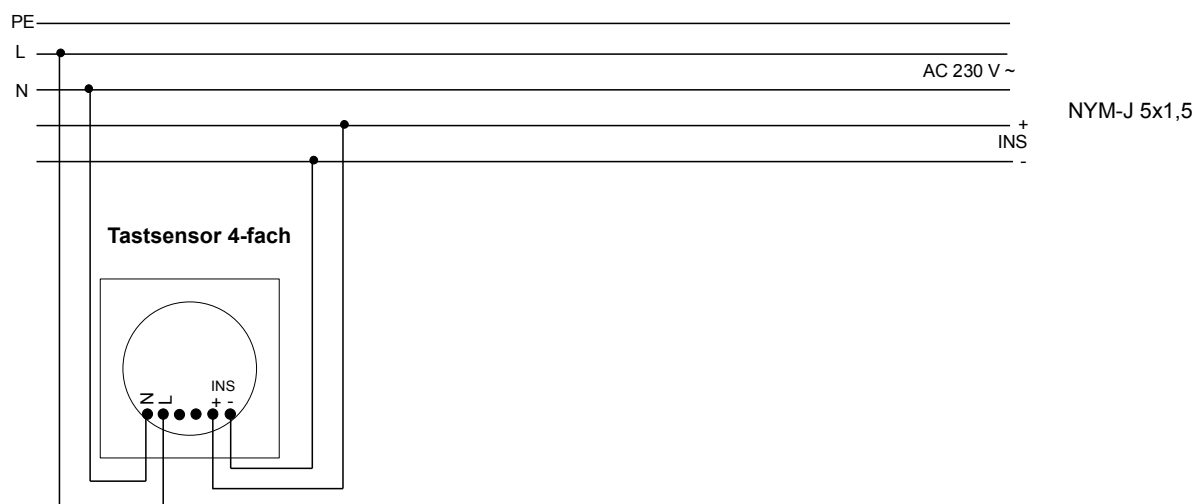 PE
L
AC 230 V ~
N
NYM-J 5x1,5
+
INS
-
Tastsensor 4-fach
INS
N L + -